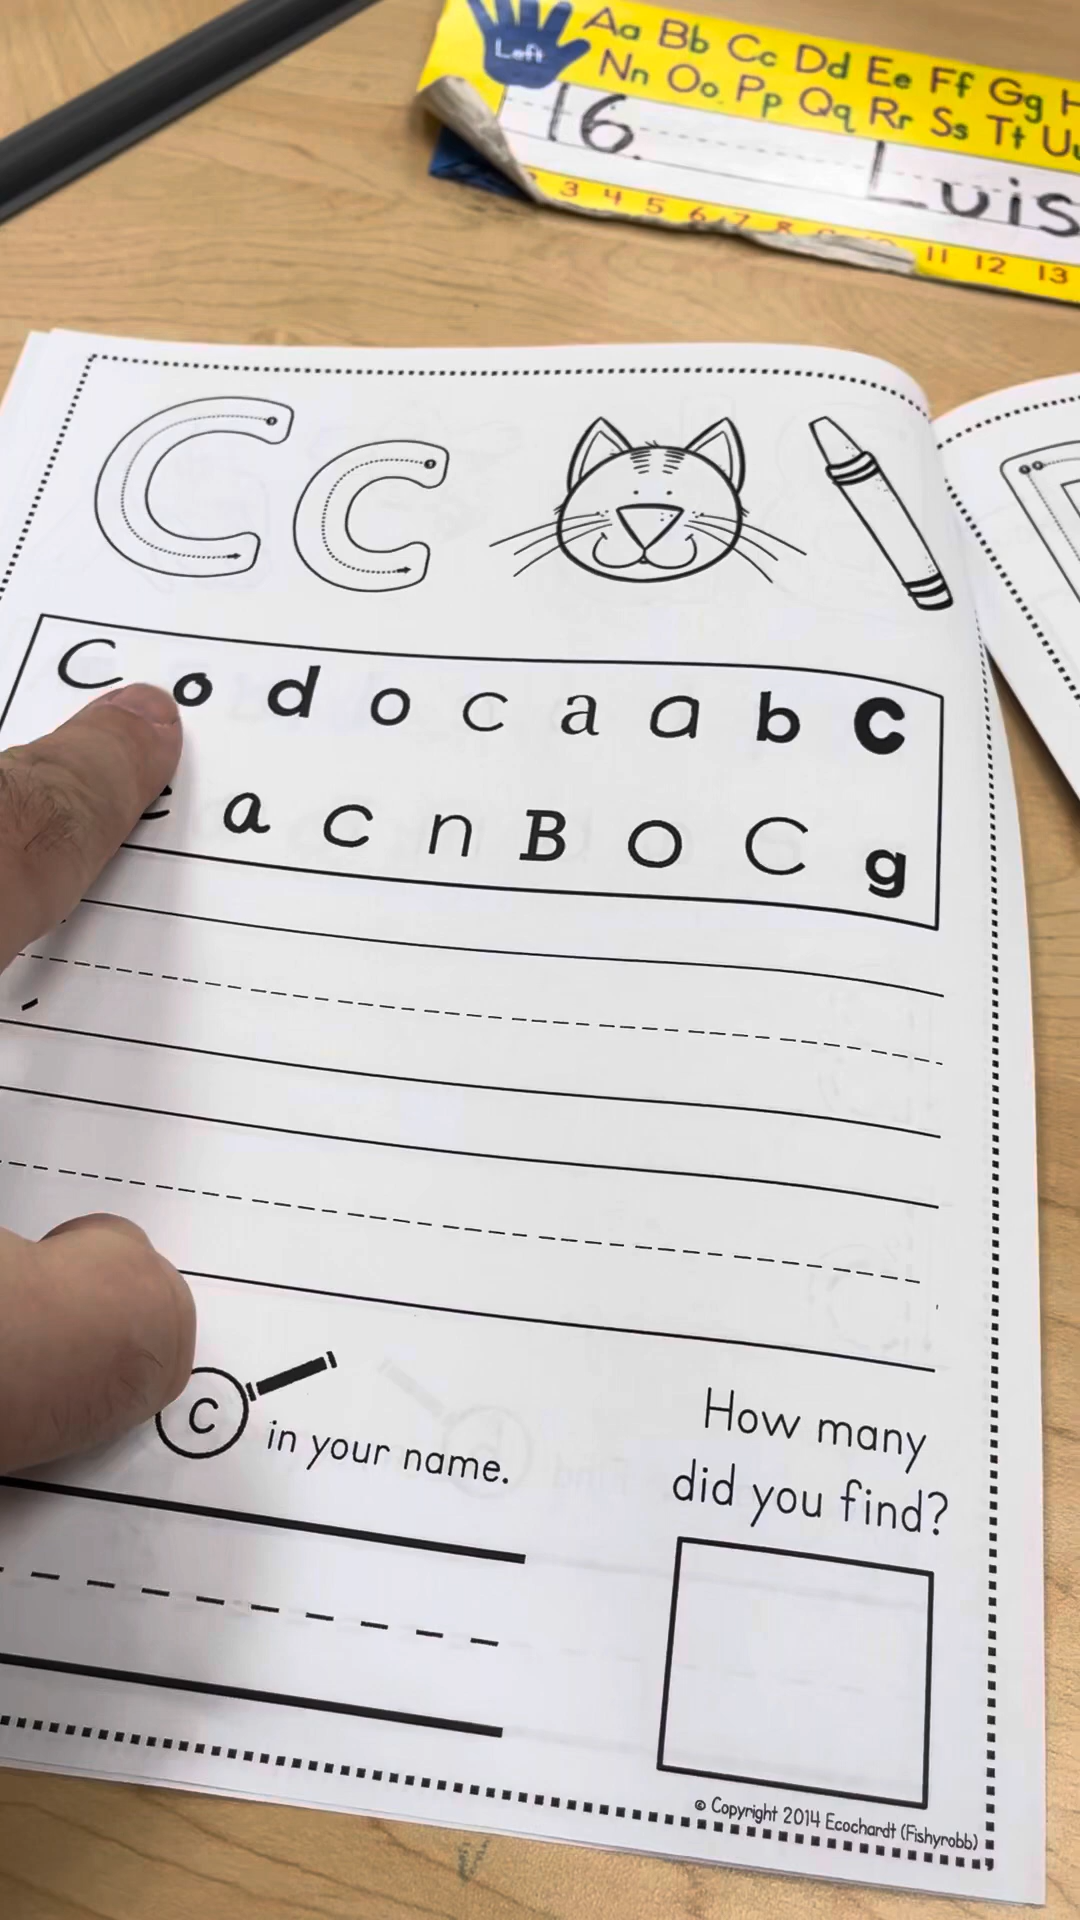 Left
Aa Bb Cc Dd Ee Ff Gg
Nn Oo Pp Qq Rr Ss Tt
16. Luis
3 4 5 6 7 8 11 12 13
C c
C o d o c a a b C
a c n B o C g
c in your name.
How many
did you find?
© Copyright 2014 Ecochardt (Fishyrobb)